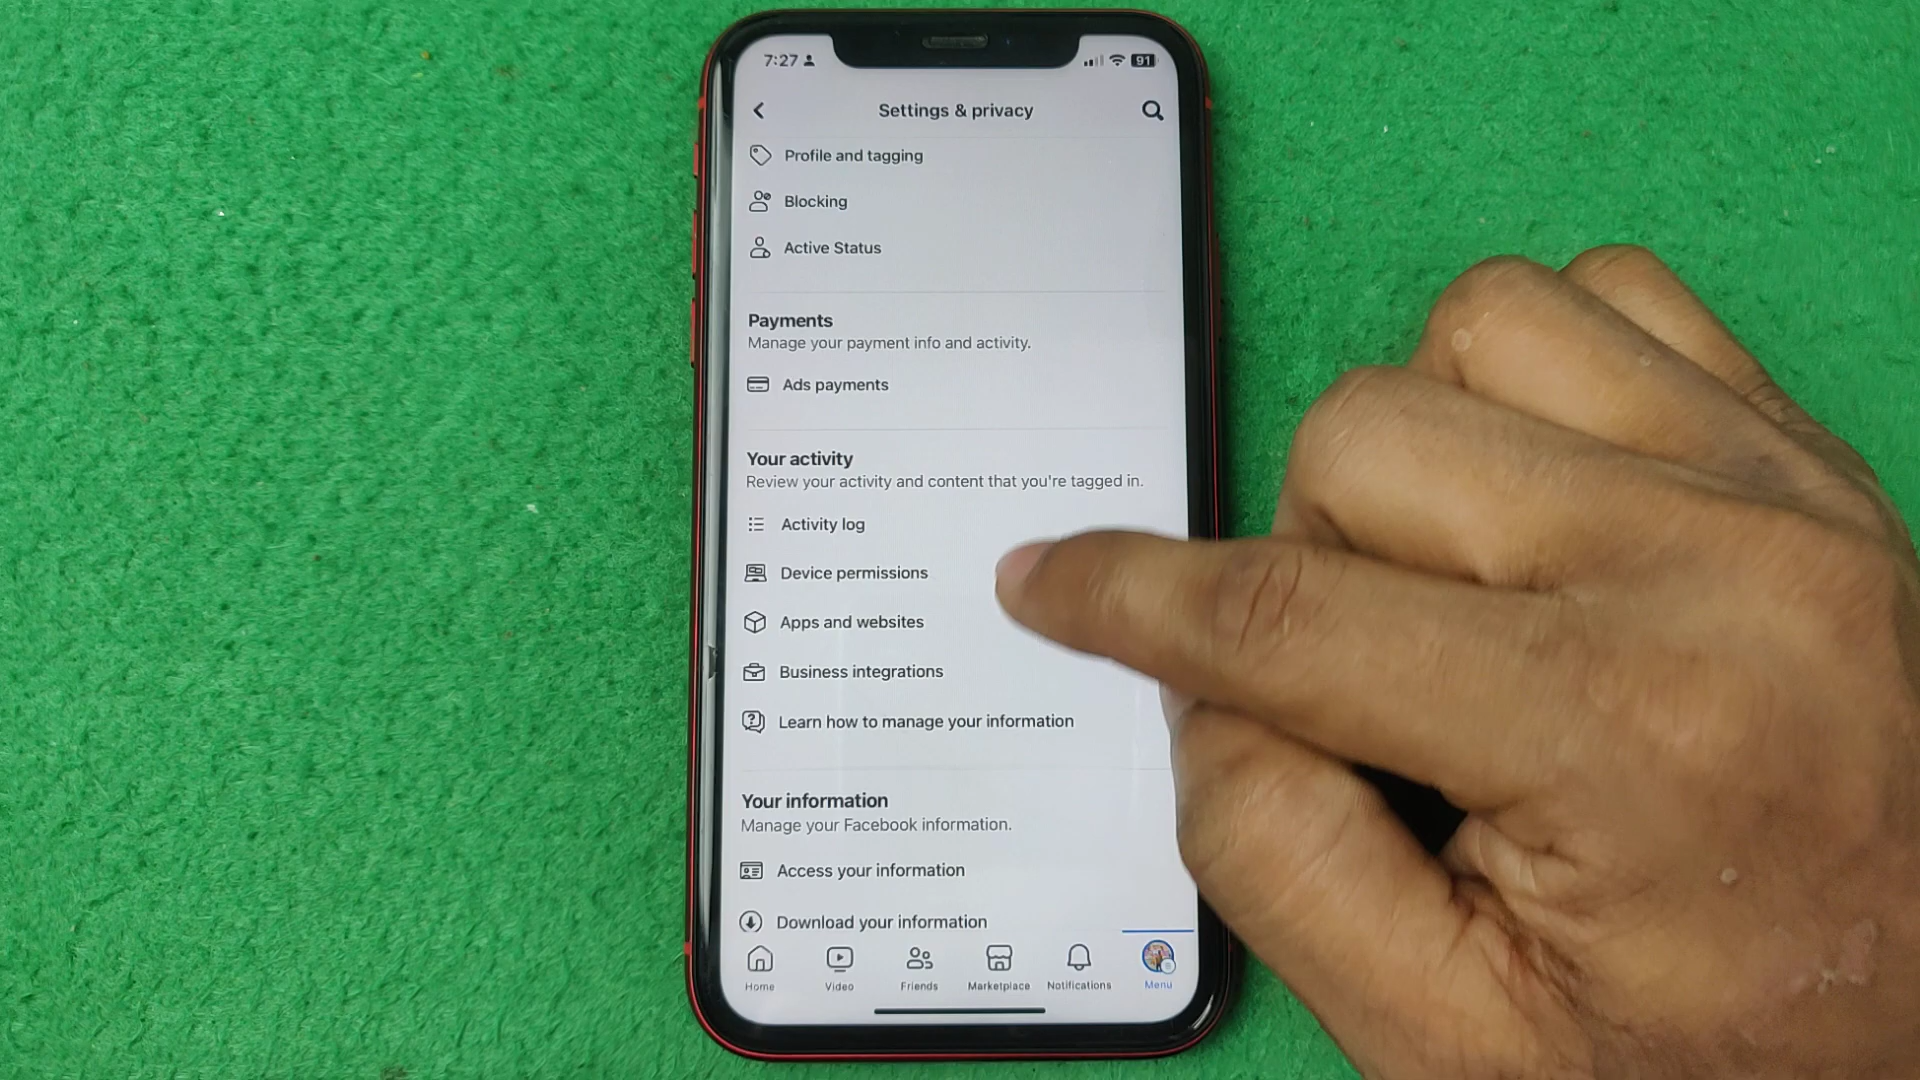 7:27
91
Settings & privacy
Profile and tagging
Blocking
Active Status
Payments
Manage your payment info and activity.
Ads payments
Your activity
Review your activity and content that you're tagged in.
Activity log
Device permissions
Apps and websites
Business integrations
Learn how to manage your information
Your information
Manage your Facebook information.
Access your information
Download your information
Home Video Friends Marketplace Notifications Menu